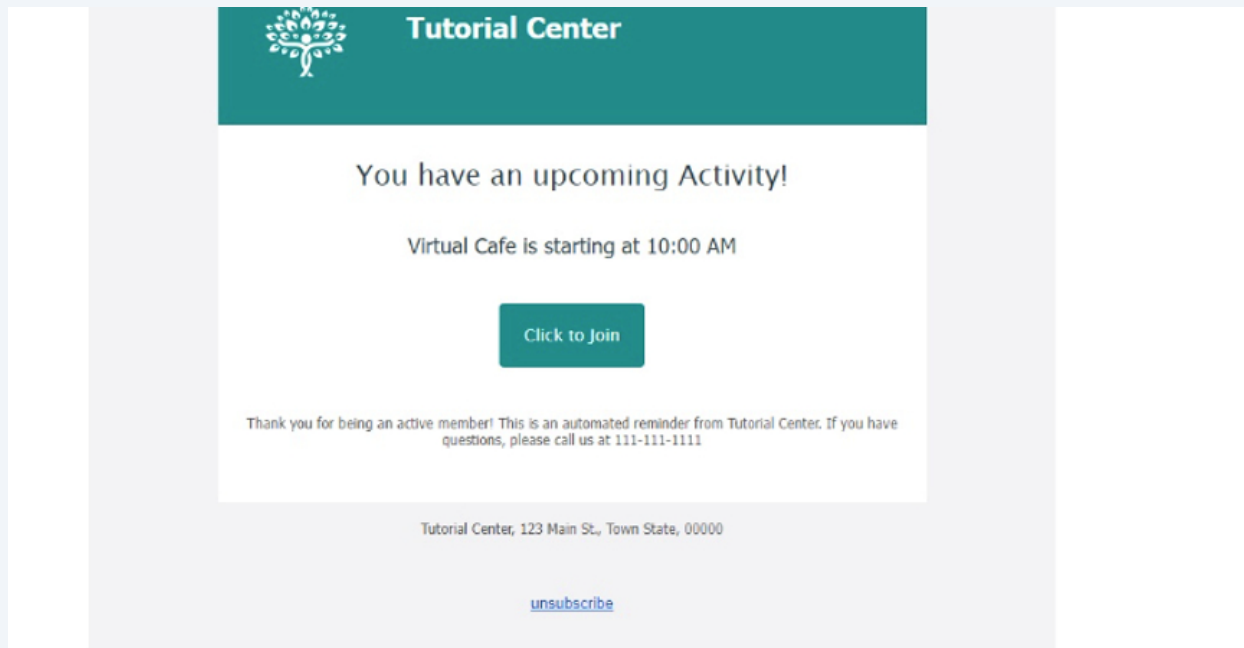 Tutorial Center
You have an upcoming Activity!
Virtual Cafe is starting at 10:00 AM
Click to Join
Thank you for being an active member! This is an automated reminder from Tutorial Center. If you have
questions, please call us at 111-111-1111
Tutorial Center, 123 Main St., Town State, 00000
unsubscribe